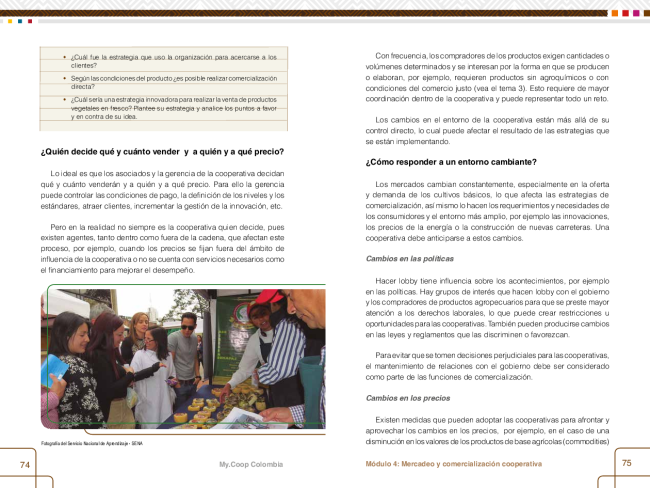 • ¿Cuál fue la estrategia que uso la organización para acercarse a los
clientes?
• Según las condiciones del producto ¿es posible realizar comercialización
directa?
• ¿Cuál sería una estrategia innovadora para realizar la venta de productos
vegetales en fresco? Plantee su estrategia y analice los puntos a favor
y en contra de su idea.
¿Quién decide qué y cuánto vender y a quién y a qué precio?
Lo ideal es que los asociados y la gerencia de la cooperativa decidan
qué y cuánto venderán y a quién y a qué precio. Para ello la gerencia
puede controlar las condiciones de pago, la definición de los niveles y los
estándares, atraer clientes, incrementar la gestión de la innovación, etc.
Pero en la realidad no siempre es la cooperativa quien decide, pues
existen agentes, tanto dentro como fuera de la cadena, que afectan este
proceso, por ejemplo, cuando los precios se fijan fuera del ámbito de
influencia de la cooperativa o no se cuenta con servicios necesarios como
el financiamiento para mejorar el desempeño.
Fotografía del Servicio Nacional de Aprendizaje - SENA
74
My.Coop Colombia
Con frecuencia, los compradores de los productos exigen cantidades o
volúmenes determinados y se interesan por la forma en que se producen
o elaboran, por ejemplo, requieren productos sin agroquímicos o con
condiciones del comercio justo (vea el tema 3). Esto requiere de mayor
coordinación dentro de la cooperativa y puede representar todo un reto.
Los cambios en el entorno de la cooperativa están más allá de su
control directo, lo cual puede afectar el resultado de las estrategias que
se están implementando.
¿Cómo responder a un entorno cambiante?
Los mercados cambian constantemente, especialmente en la oferta
y demanda de los cultivos básicos, lo que afecta las estrategias de
comercialización, así mismo lo hacen los requerimientos y necesidades de
los consumidores y el entorno más amplio, por ejemplo las innovaciones,
los precios de la energía o la construcción de nuevas carreteras. Una
cooperativa debe anticiparse a estos cambios.
Cambios en las políticas
Hacer lobby tiene influencia sobre los acontecimientos, por ejemplo
en las políticas. Hay grupos de interés que hacen lobby con el gobierno
y los compradores de productos agropecuarios para que se preste mayor
atención a los derechos laborales, lo que puede crear restricciones u
oportunidades para las cooperativas. También pueden producirse cambios
en las leyes y reglamentos que las discriminen o favorezcan.
Para evitar que se tomen decisiones perjudiciales para las cooperativas,
el mantenimiento de relaciones con el gobierno debe ser considerado
como parte de las funciones de comercialización.
Cambios en los precios
Existen medidas que pueden adoptar las cooperativas para afrontar y
aprovechar los cambios en los precios, por ejemplo, en el caso de una
disminución en los valores de los productos de base agrícolas (commodities)
Módulo 4: Mercadeo y comercialización cooperativa
75